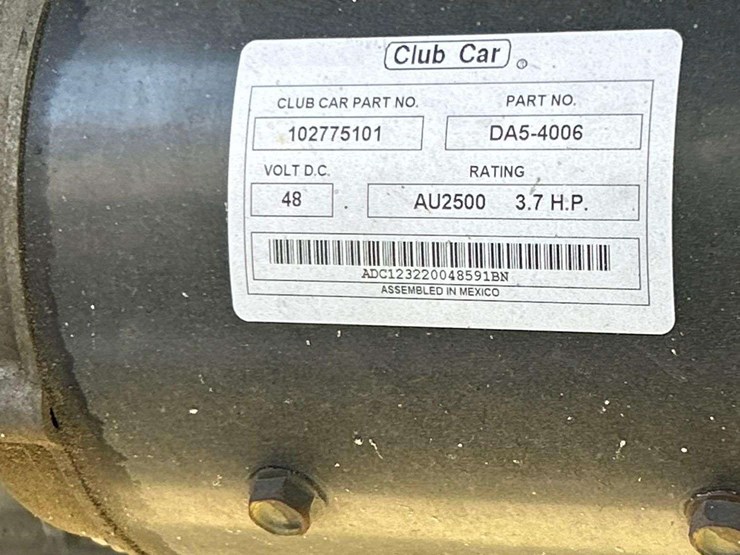 Club Car
CLUB CAR PART NO. PART NO.
102775101 DA5-4006
VOLT D.C. RATING
48 AU2500 3.7 H.P.
ADC123220048591BN
ASSEMBLED IN MEXICO